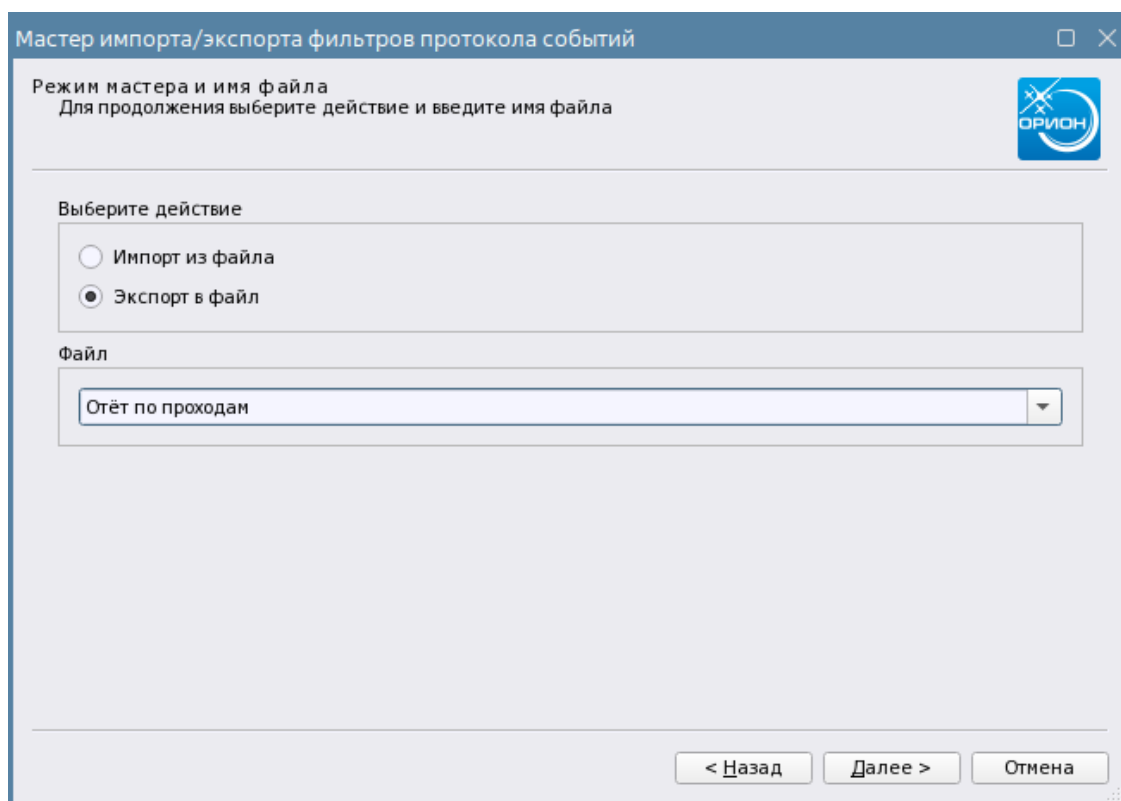 Мастер импорта/экспорта фильтров протокола событий
Режим мастера и имя файла
Для продолжения выберите действие и введите имя файла
ОРИОН
Выберите действие
Импорт из файла
Экспорт в файл
Файл
Отёт по проходам
< Назад
Далее >
Отмена